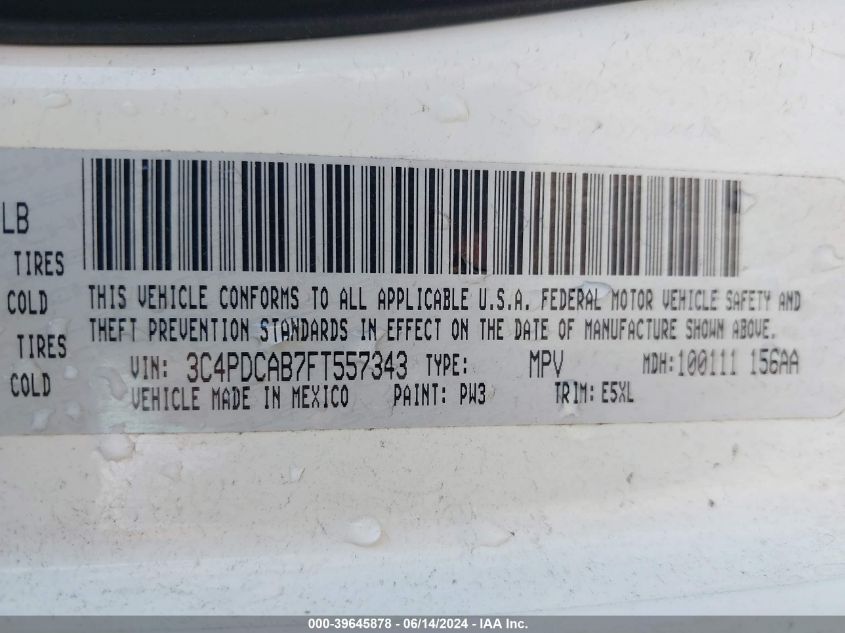 LB
TIRES
COLD
TIRES
COLD
THIS VEHICLE CONFORMS TO ALL APPLICABLE U.S.A. FEDERAL MOTOR VEHICLE SAFETY AND
THEFT PREVENTION STANDARDS IN EFFECT ON THE DATE OF MANUFACTURE SHOWN ABOVE.
VIN: 3C4PDCAB7FT557343 TYPE: MPV MDH:100111 156AA
VEHICLE MADE IN MEXICO PAINT: PW3 TRIM: E5XL
000-39645878 - 06/14/2024 - IAA Inc.